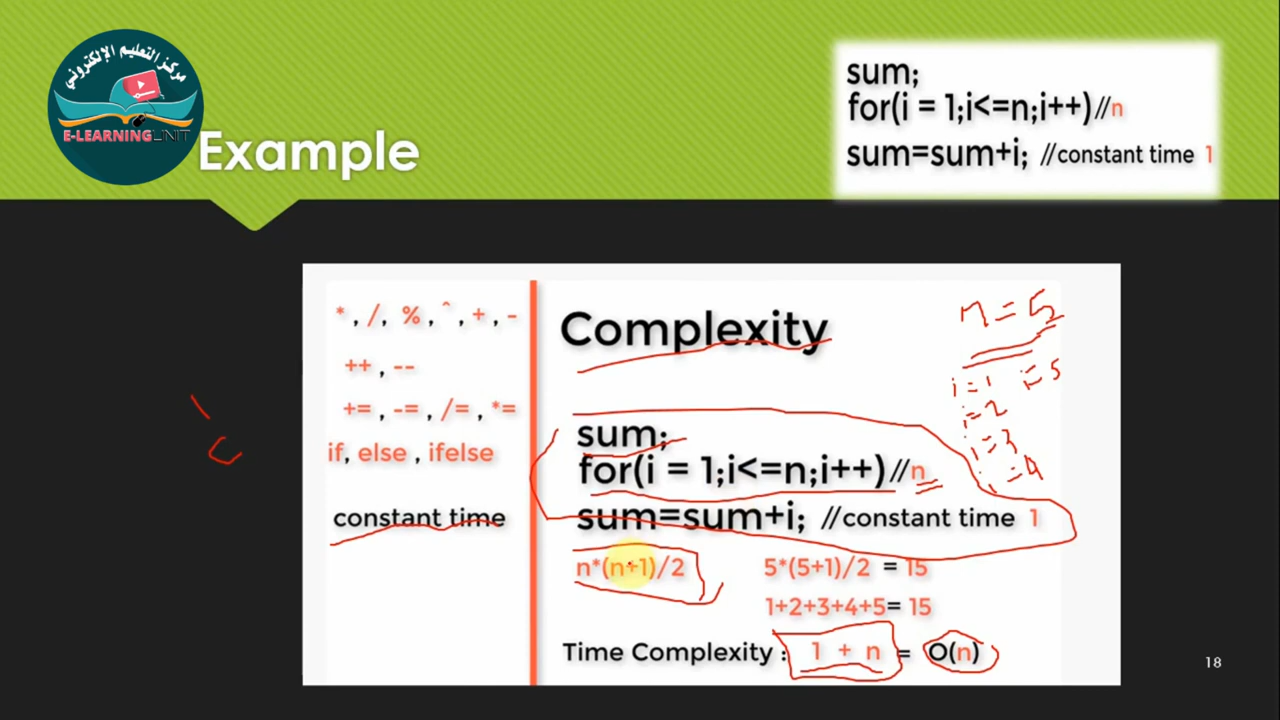 مركز التعليم الإلكتروني
E-LEARNING UNIT
Example
sum;
for(i = 1;i<=n;i++)//n
sum=sum+i; //constant time 1
*, /, %, ^, +, -
++ , --
+=, -=, /=, *=
if, else , ifelse
constant time
Complexity
n=5
i=1 i=5
i=2
i=3
i=4
sum;
for(i = 1;i<=n;i++)//n
sum=sum+i; //constant time 1
n*(n+1)/2 5*(5+1)/2 = 15
1+2+3+4+5= 15
Time Complexity : 1 + n = O(n)
18